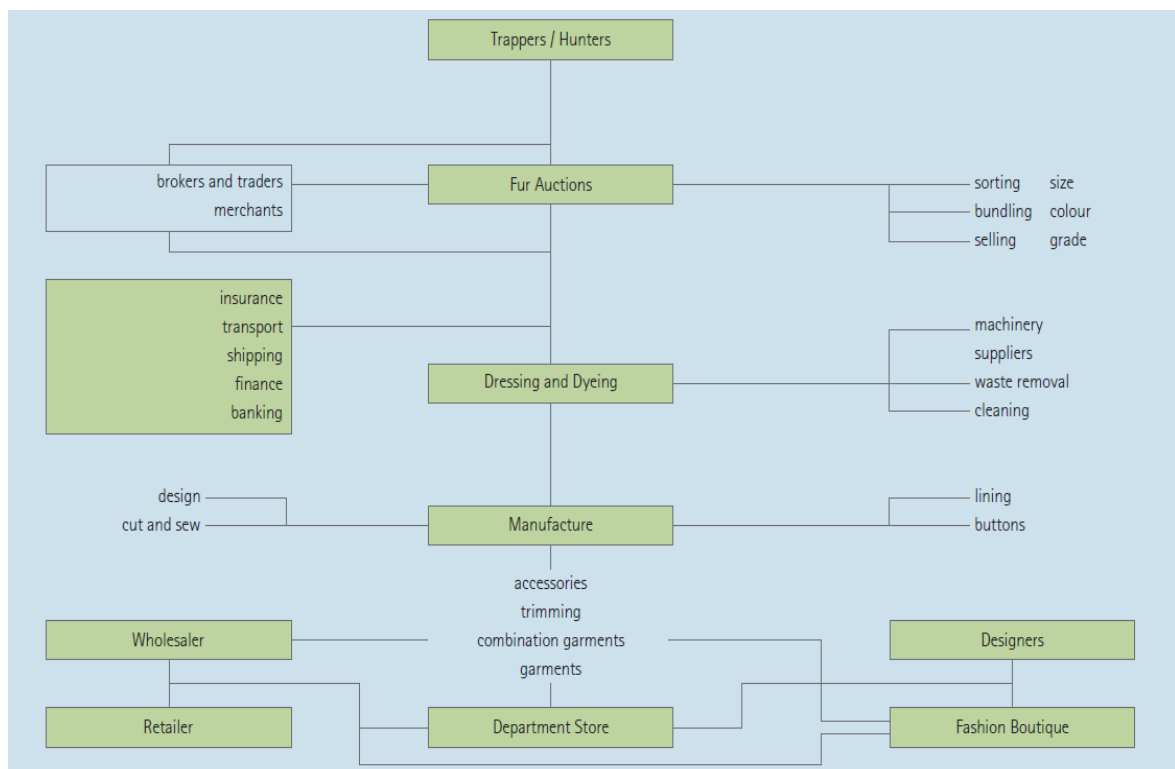 Trappers / Hunters
brokers and traders
merchants
Fur Auctions
sorting size
bundling colour
selling grade
insurance
transport
shipping
finance
banking
Dressing and Dyeing
machinery
suppliers
waste removal
cleaning
design
cut and sew
Manufacture
lining
buttons
accessories
trimming
combination garments
garments
Wholesaler
Designers
Retailer
Department Store
Fashion Boutique